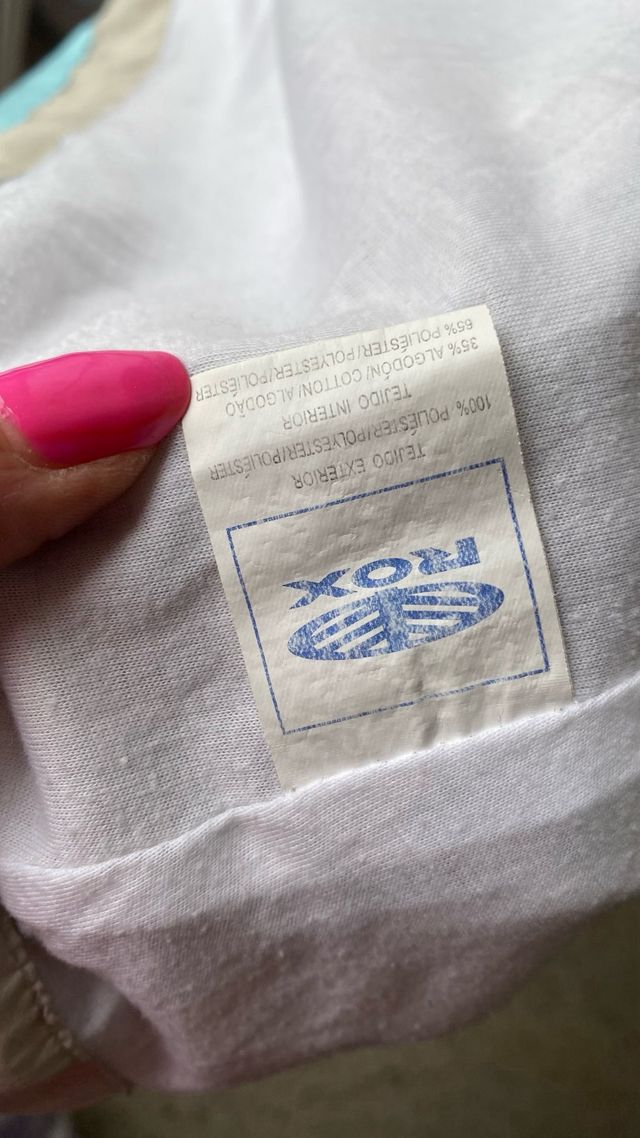 ROX
TEJIDO EXTERIOR
100% POLIÉSTER/POLYESTER/POLIÉSTER
TEJIDO INTERIOR
35% ALGODÓN/ COTTON/ALGODÃO
65% POLIÉSTER/POLYESTER/POLIÉSTER